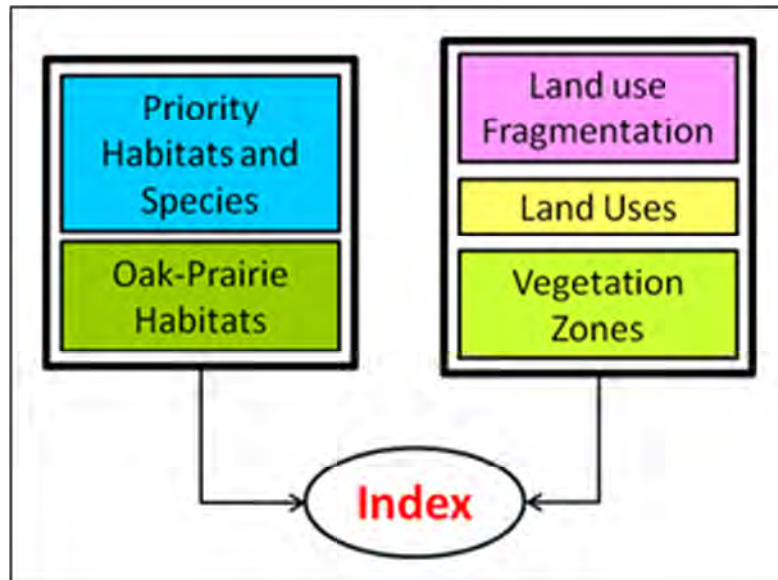 Priority
Habitats and
Species
Oak-Prairie
Habitats
Land use
Fragmentation
Land Uses
Vegetation
Zones
Index